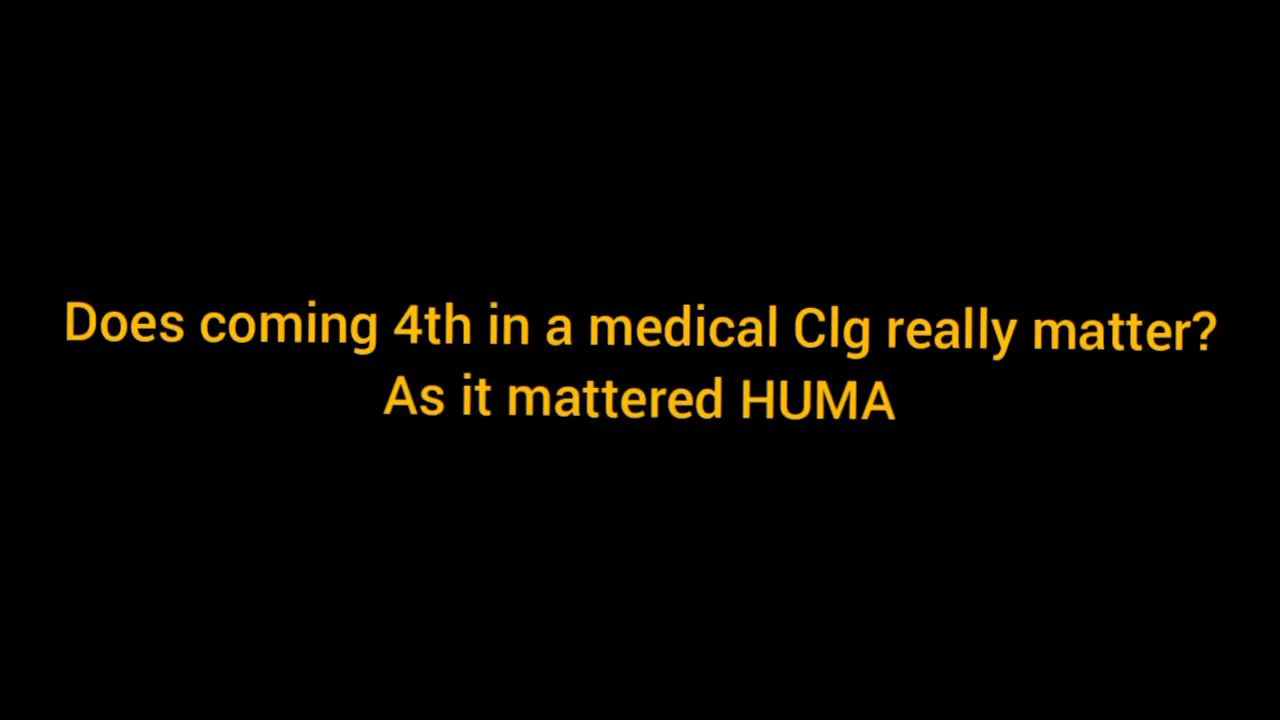 Does coming 4th in a medical Clg really matter?
As it mattered HUMA